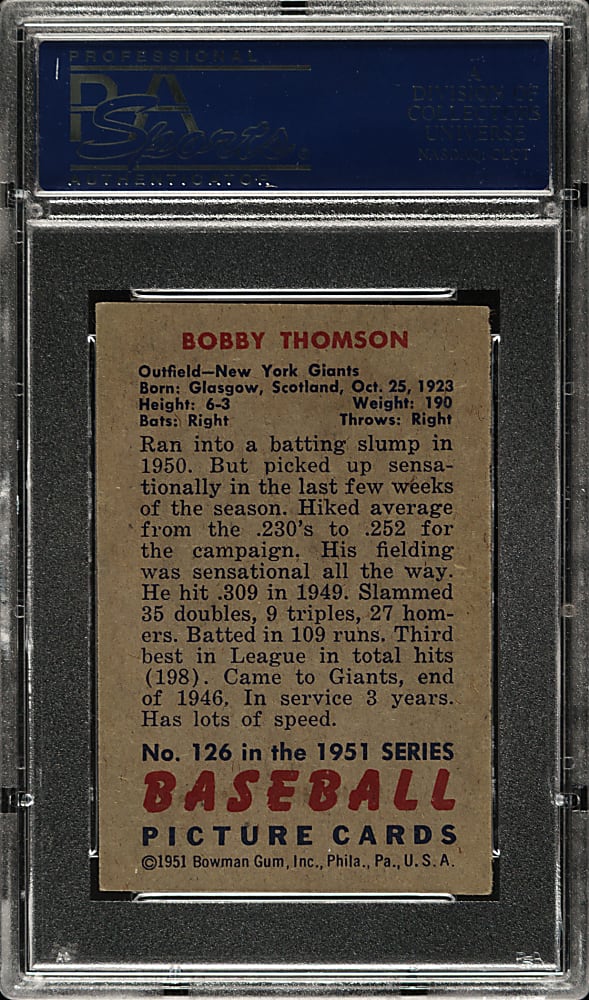 PROFESSIONAL
PSA
Sports
AUTHENTICATOR
A
DIVISION OF
COLLECTORS
UNIVERSE
NASDAQ: CLCT
BOBBY THOMSON
Outfield—New York Giants
Born: Glasgow, Scotland, Oct. 25, 1923
Height: 6-3 Weight: 190
Bats: Right Throws: Right
Ran into a batting slump in
1950. But picked up sensa-
tionally in the last few weeks
of the season. Hiked average
from the .230's to .252 for
the campaign. His fielding
was sensational all the way.
He hit .309 in 1949. Slammed
35 doubles, 9 triples, 27 hom-
ers. Batted in 109 runs. Third
best in League in total hits
(198). Came to Giants, end
of 1946. In service 3 years.
Has lots of speed.
No. 126 in the 1951 SERIES
BASEBALL
PICTURE CARDS
©1951 Bowman Gum, Inc., Phila., Pa., U.S.A.